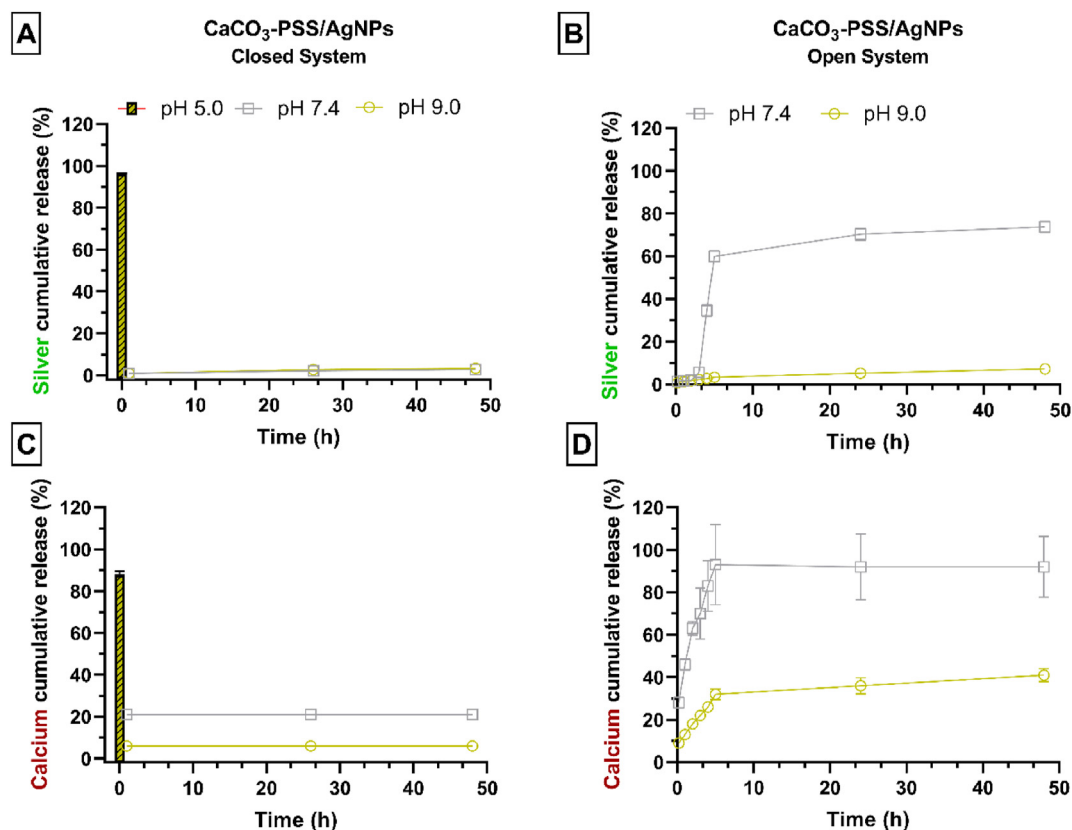 A
CaCO₃-PSS/AgNPs
Closed System
pH 5.0 pH 7.4 pH 9.0
Silver cumulative release (%)
120
100
80
60
40
20
0
0 10 20 30 40 50
Time (h)
B
CaCO₃-PSS/AgNPs
Open System
pH 7.4 pH 9.0
Silver cumulative release (%)
120
100
80
60
40
20
0
0 10 20 30 40 50
Time (h)
C
Calcium cumulative release (%)
120
100
80
60
40
20
0
0 10 20 30 40 50
Time (h)
D
Calcium cumulative release (%)
120
100
80
60
40
20
0
0 10 20 30 40 50
Time (h)